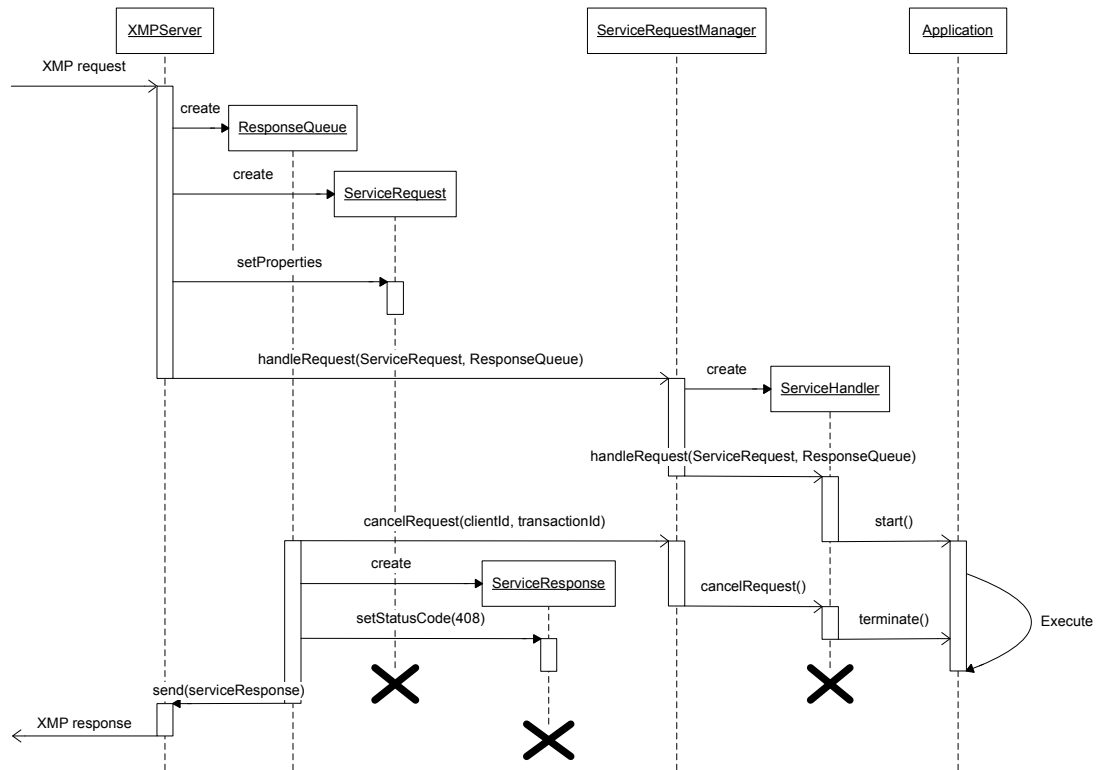 XMPServer
ServiceRequestManager
Application
XMP request
create
ResponseQueue
create
ServiceRequest
setProperties
handleRequest(ServiceRequest, ResponseQueue)
create
ServiceHandler
handleRequest(ServiceRequest, ResponseQueue)
cancelRequest(clientId, transactionId)
start()
create
ServiceResponse
cancelRequest()
setStatusCode(408)
terminate()
Execute
send(serviceResponse)
XMP response